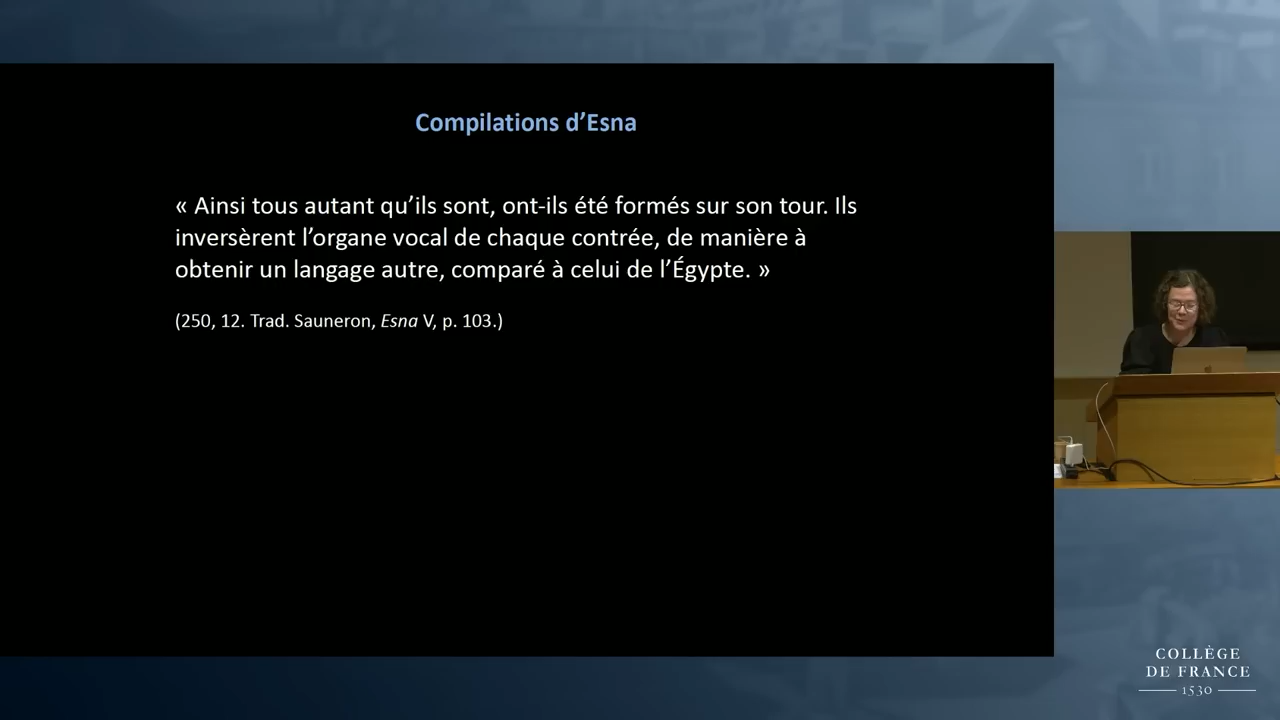 Compilations d’Esna
« Ainsi tous autant qu’ils sont, ont-ils été formés sur son tour. Ils
inversèrent l’organe vocal de chaque contrée, de manière à
obtenir un langage autre, comparé à celui de l’Égypte. »
(250, 12. Trad. Sauneron, Esna V, p. 103.)
COLLÈGE
DE FRANCE
1530